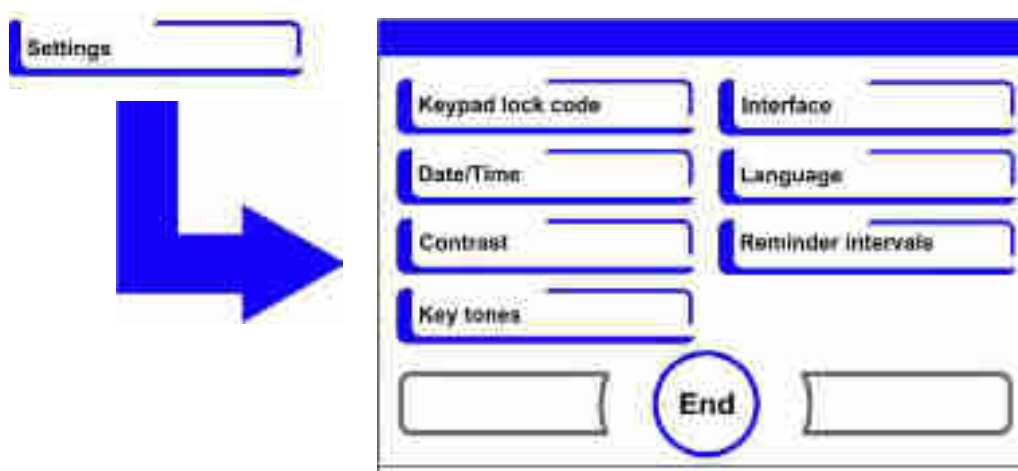 Settings
Keypad lock code
Interface
Date/Time
Language
Contrast
Reminder intervals
Key tones
End